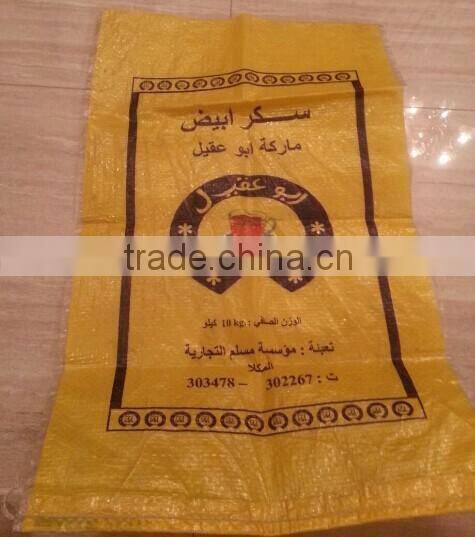 سكر ابيض
ماركة ابو عقيل
ابو عقيل
trade.china.cn
الوزن الصافي : 10 kg كيلو
تعبئة : مؤسسة مسلم التجارية
المكلا
ت : 302267 – 303478